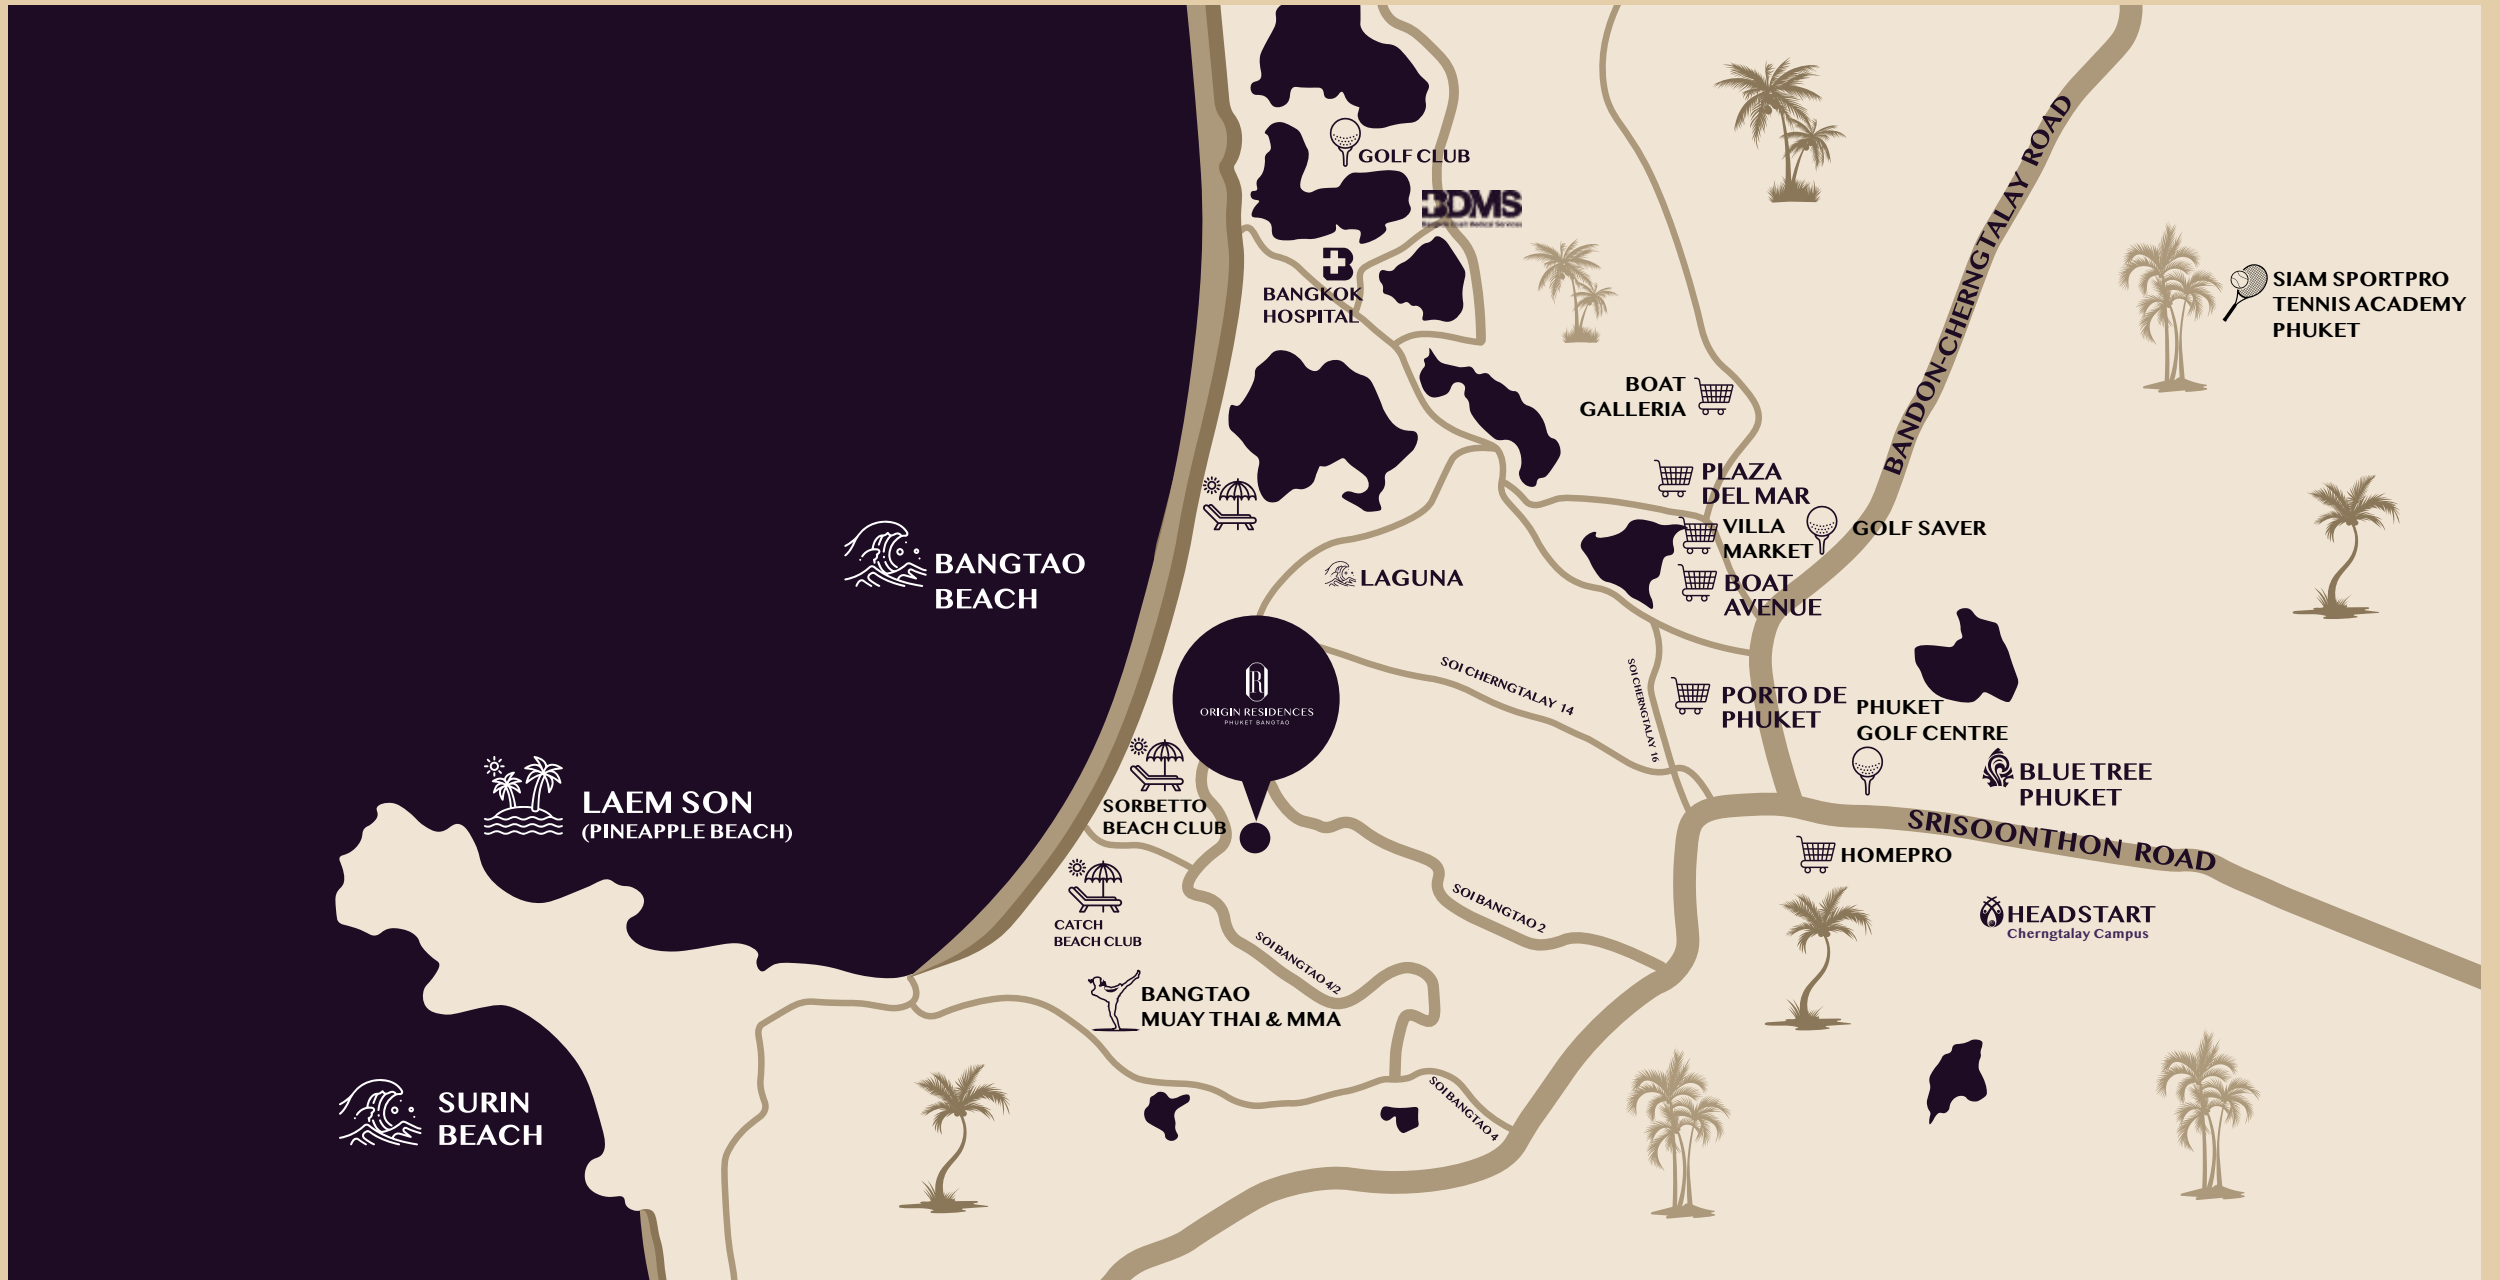 GOLF CLUB
BDMS
BANDON-CHERNGTALAY ROAD
BANGKOK
HOSPITAL
SIAM SPORTPRO
TENNIS ACADEMY
PHUKET
BOAT
GALLERIA
PLAZA
DEL MAR
VILLA
MARKET
GOLF SAVER
BANGTAO
BEACH
LAGUNA
BOAT
AVENUE
R
ORIGIN RESIDENCES
PHUKET BANGTAO
SOI CHERNGTALAY 14
SOI CHERNGTALAY 16
PORTO DE
PHUKET
PHUKET
GOLF CENTRE
BLUE TREE
PHUKET
LAEM SON
(PINEAPPLE BEACH)
SORBETTO
BEACH CLUB
SRISOONTHON ROAD
HOMEPRO
CATCH
BEACH CLUB
SOI BANGTAO 2
HEADSTART
Cherngtalay Campus
SOI BANGTAO 4/2
BANGTAO
MUAY THAI & MMA
SURIN
BEACH
SOI BANGTAO 4